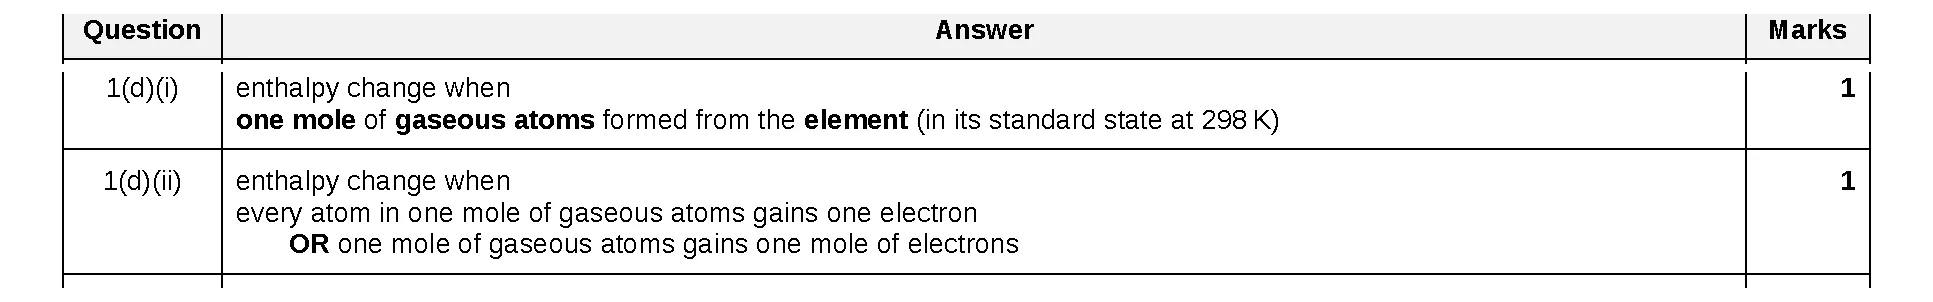 Question Answer Marks
1(d)(i) enthalpy change when 1
one mole of gaseous atoms formed from the element (in its standard state at 298 K)
1(d)(ii) enthalpy change when 1
every atom in one mole of gaseous atoms gains one electron
OR one mole of gaseous atoms gains one mole of electrons